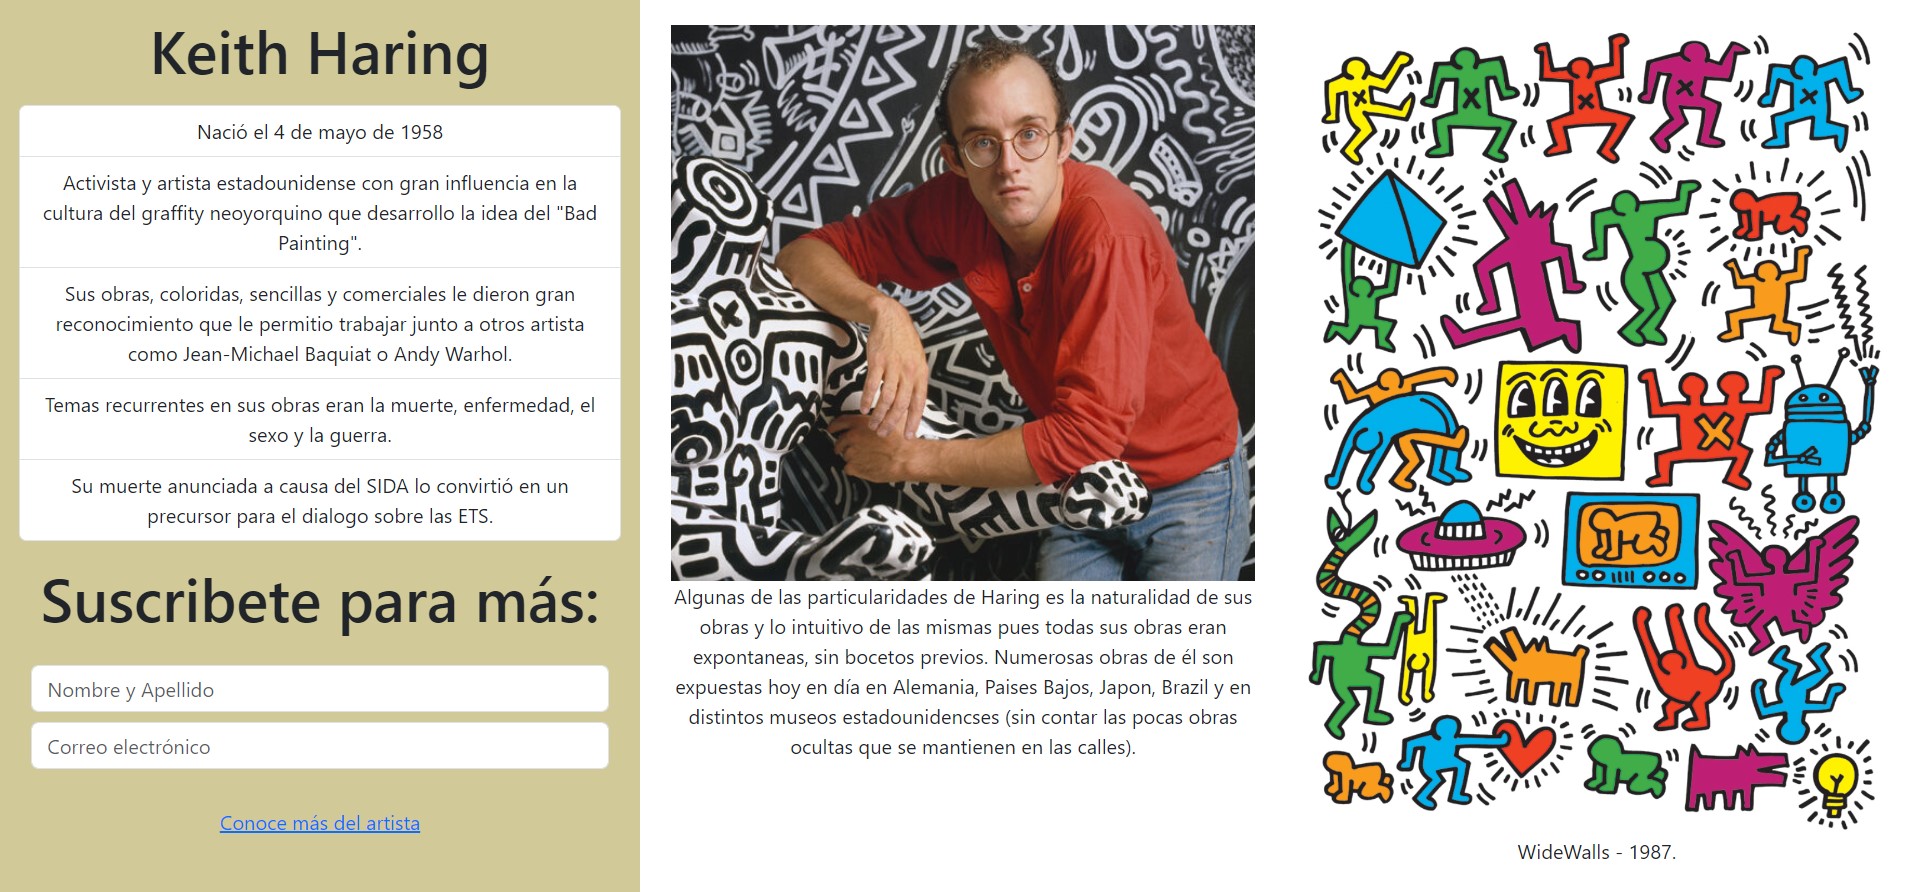 Keith Haring
Nació el 4 de mayo de 1958
Activista y artista estadounidense con gran influencia en la
cultura del graffity neoyorquino que desarrollo la idea del "Bad
Painting".
Sus obras, coloridas, sencillas y comerciales le dieron gran
reconocimiento que le permitio trabajar junto a otros artista
como Jean-Michael Baquiat o Andy Warhol.
Temas recurrentes en sus obras eran la muerte, enfermedad, el
sexo y la guerra.
Su muerte anunciada a causa del SIDA lo convirtió en un
precursor para el dialogo sobre las ETS.
Suscribete para más:
Nombre y Apellido
Correo electrónico
Conoce más del artista
Algunas de las particularidades de Haring es la naturalidad de sus
obras y lo intuitivo de las mismas pues todas sus obras eran
expontaneas, sin bocetos previos. Numerosas obras de él son
expuestas hoy en día en Alemania, Paises Bajos, Japon, Brazil y en
distintos museos estadounidencses (sin contar las pocas obras
ocultas que se mantienen en las calles).
WideWalls - 1987.